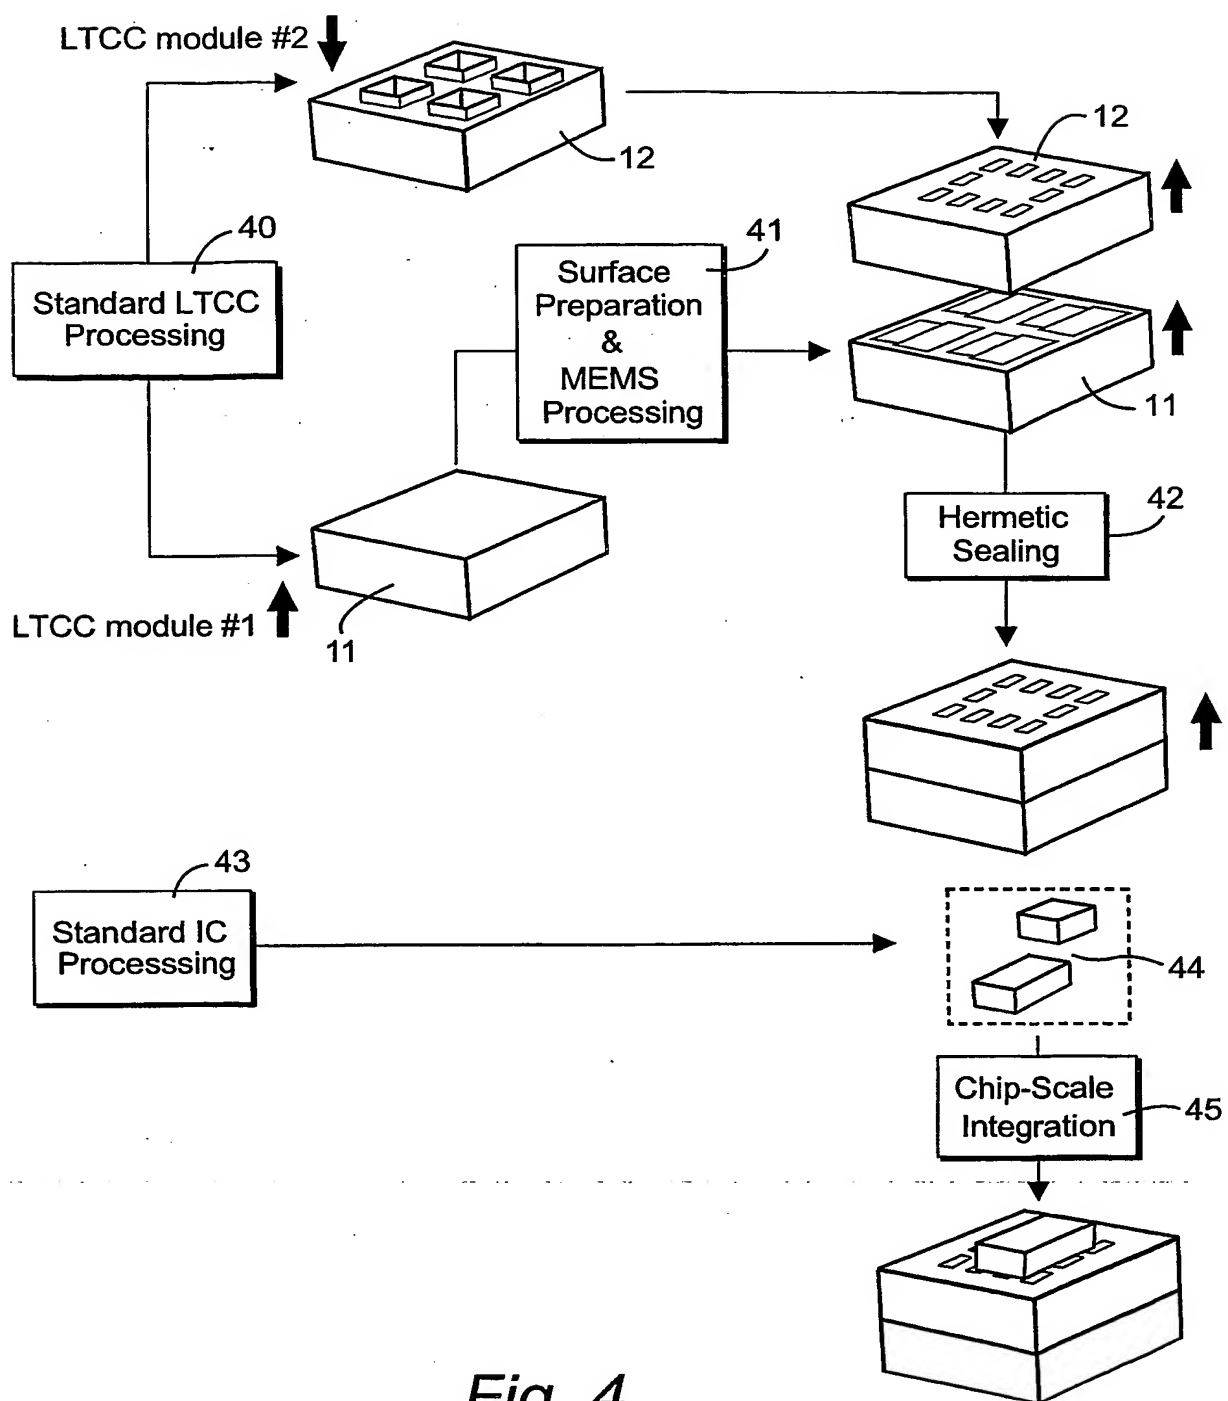 LTCC module #2
12
12
40
Standard LTCC
Processing
41
Surface
Preparation
&
MEMS
Processing
11
11
LTCC module #1
42
Hermetic
Sealing
43
Standard IC
Processsing
44
Chip-Scale
Integration
45
Fig. 4